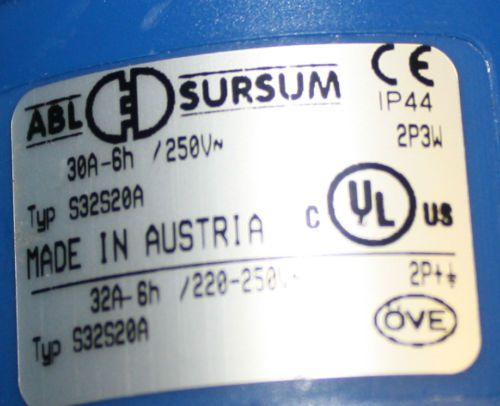 ABL SURSUM CE
IP44
30A-6h /250V~ 2P3W
Typ S32S20A
C UL US
MADE IN AUSTRIA
32A-6h /220-250V~ 2P+⏚
Typ S32S20A
ÖVE